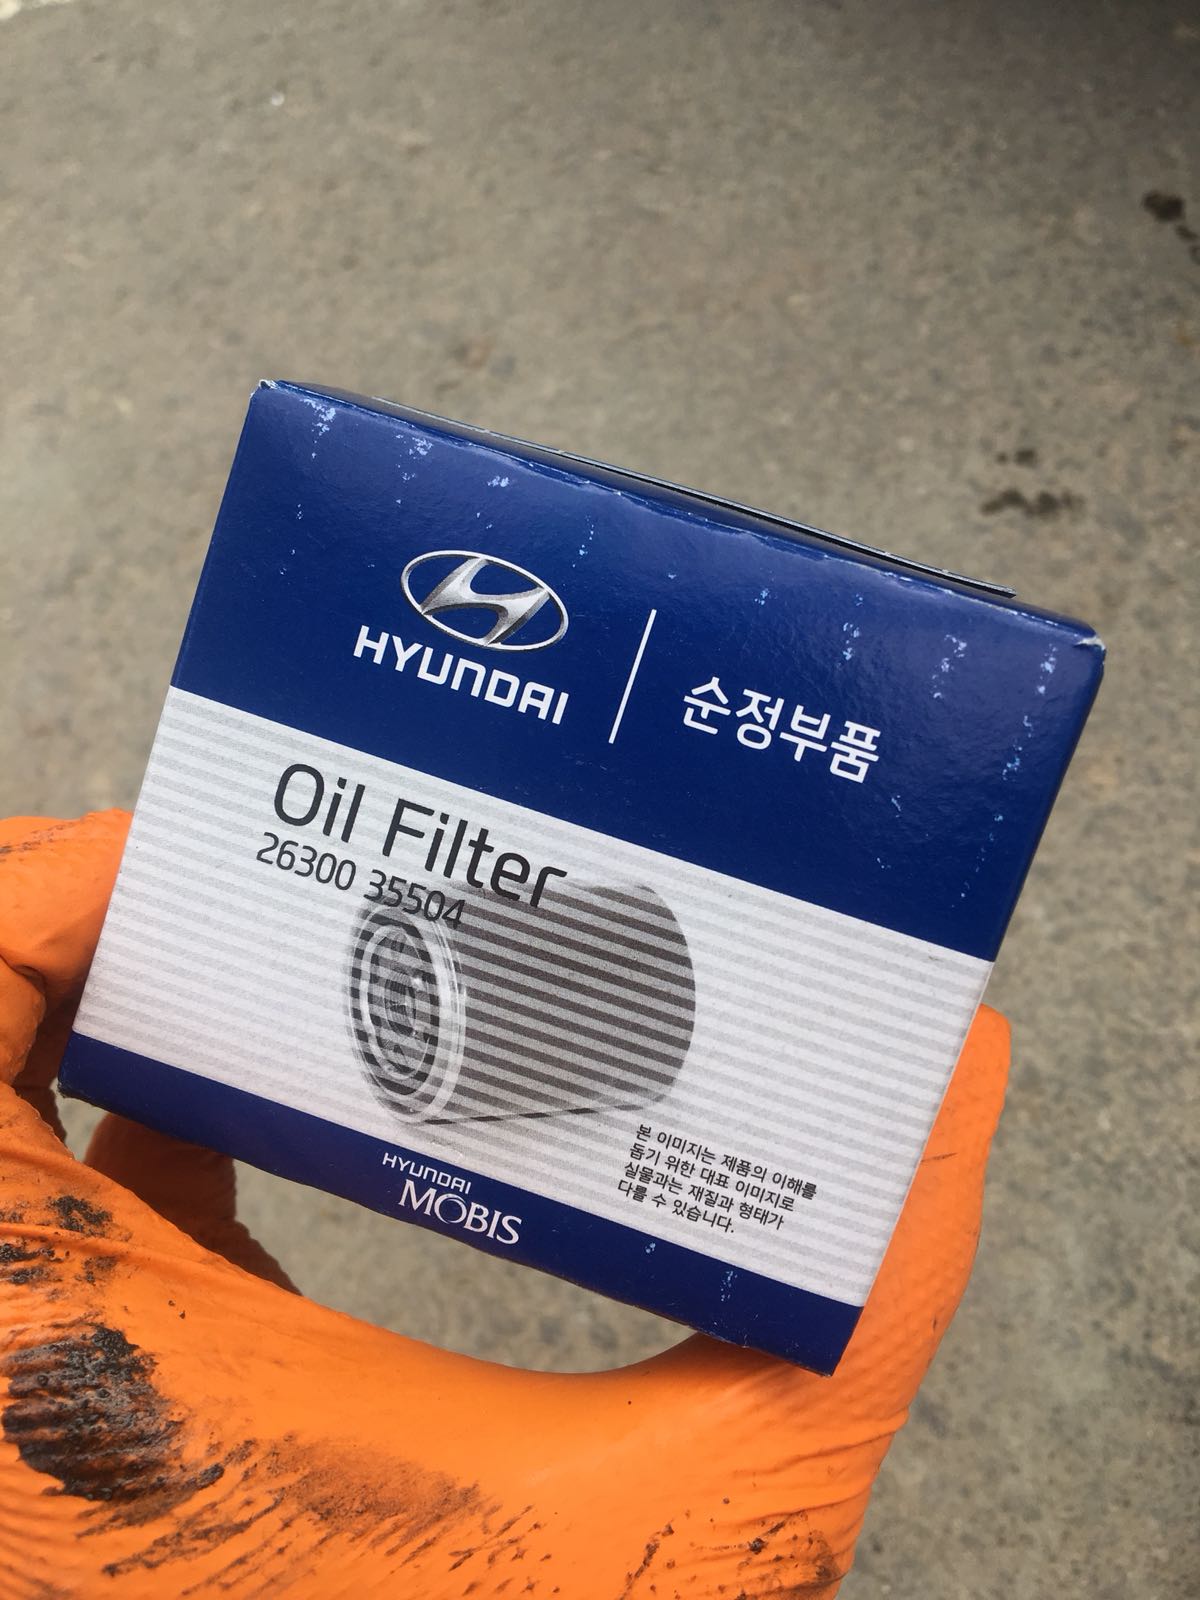 HYUNDAI
순정부품
Oil Filter
26300 35504
본 이미지는 제품의 이해를
돕기 위한 대표 이미지로
실물과는 재질과 형태가
다를 수 있습니다.
HYUNDAI
MOBIS